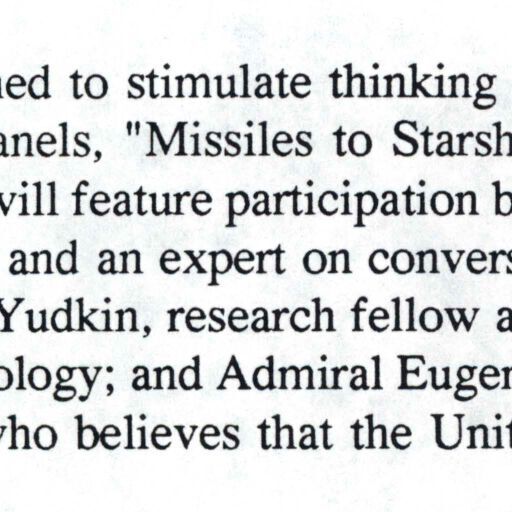 ned to stimulate thinking
anels, "Missiles to Starsh
vill feature participation b
and an expert on convers
Yudkin, research fellow a
ology; and Admiral Eugen
who believes that the Unit